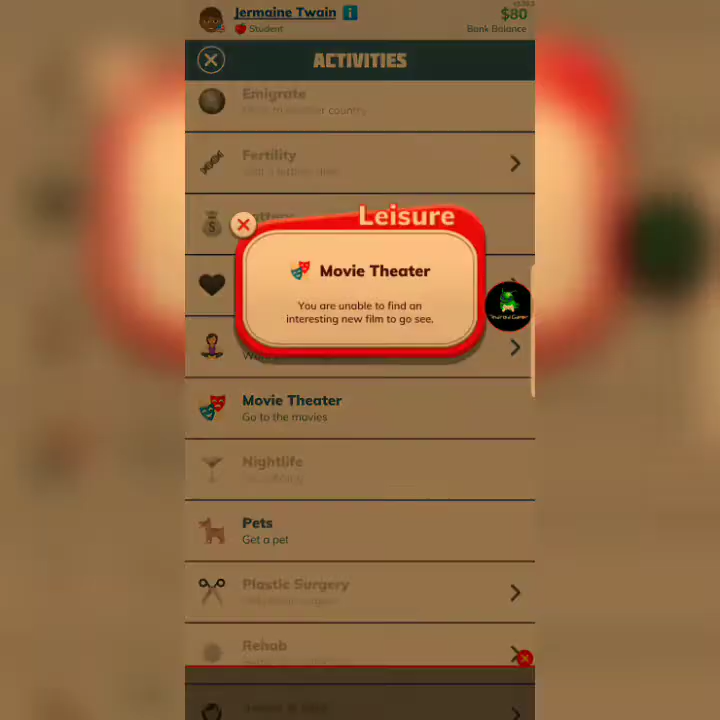 Jermaine Twain
$80
Student
Bank Balance
ACTIVITIES
Emigrate
country
Fertility
Leisure
Movie Theater
You are unable to find an
interesting new film to go see.
Movie Theater
Go to the movies
Nightlife
Pets
Get a pet
Plastic Surgery
Rehab